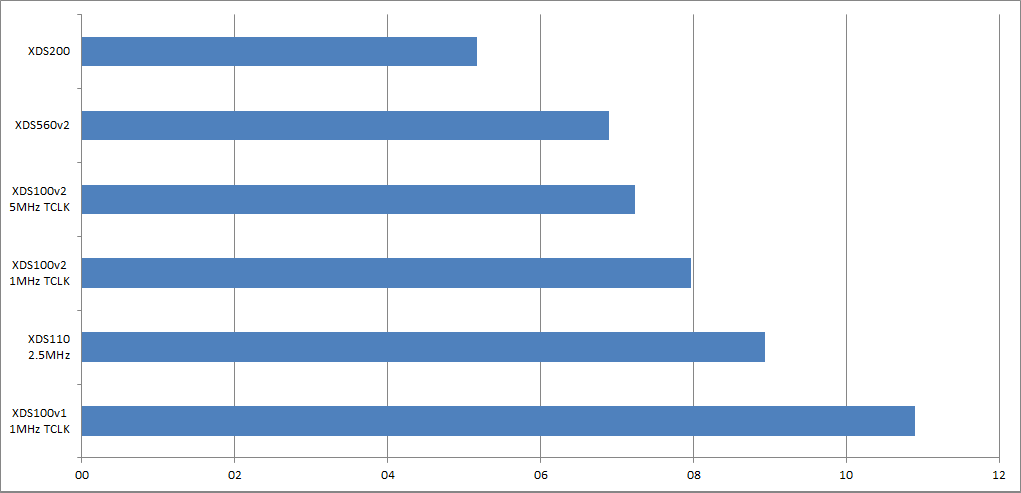 XDS200
XDS560v2
XDS100v2
5MHz TCLK
XDS100v2
1MHz TCLK
XDS110
2.5MHz
XDS100v1
1MHz TCLK
00 02 04 06 08 10 12